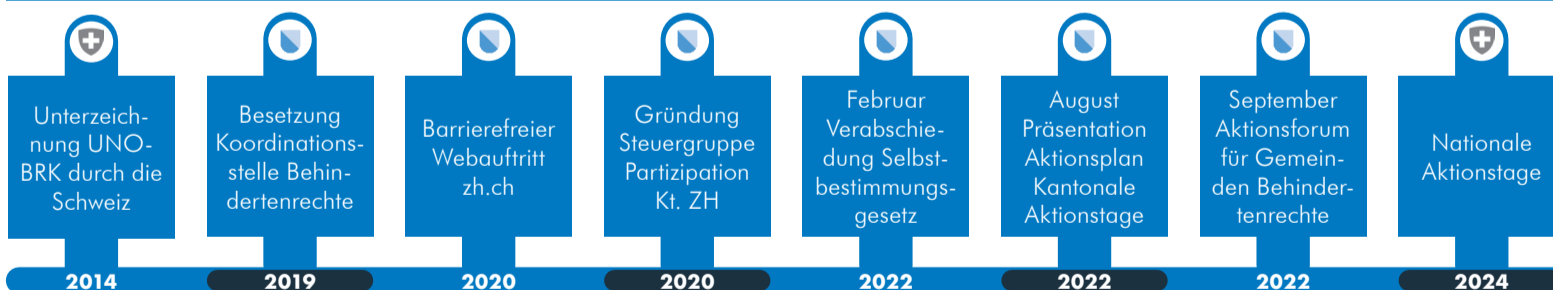 Unterzeich-
nung UNO-
BRK durch die
Schweiz
2014
Besetzung
Koordinations-
stelle Behin-
dertenrechte
2019
Barrierefreier
Webauftritt
zh.ch
2020
Gründung
Steuergruppe
Partizipation
Kt. ZH
2020
Februar
Verabschie-
dung Selbst-
bestimmungs-
gesetz
2022
August
Präsentation
Aktionsplan
Kantonale
Aktionstage
2022
September
Aktionsforum
für Gemein-
den Behinder-
tenrechte
2022
Nationale
Aktionstage
2024